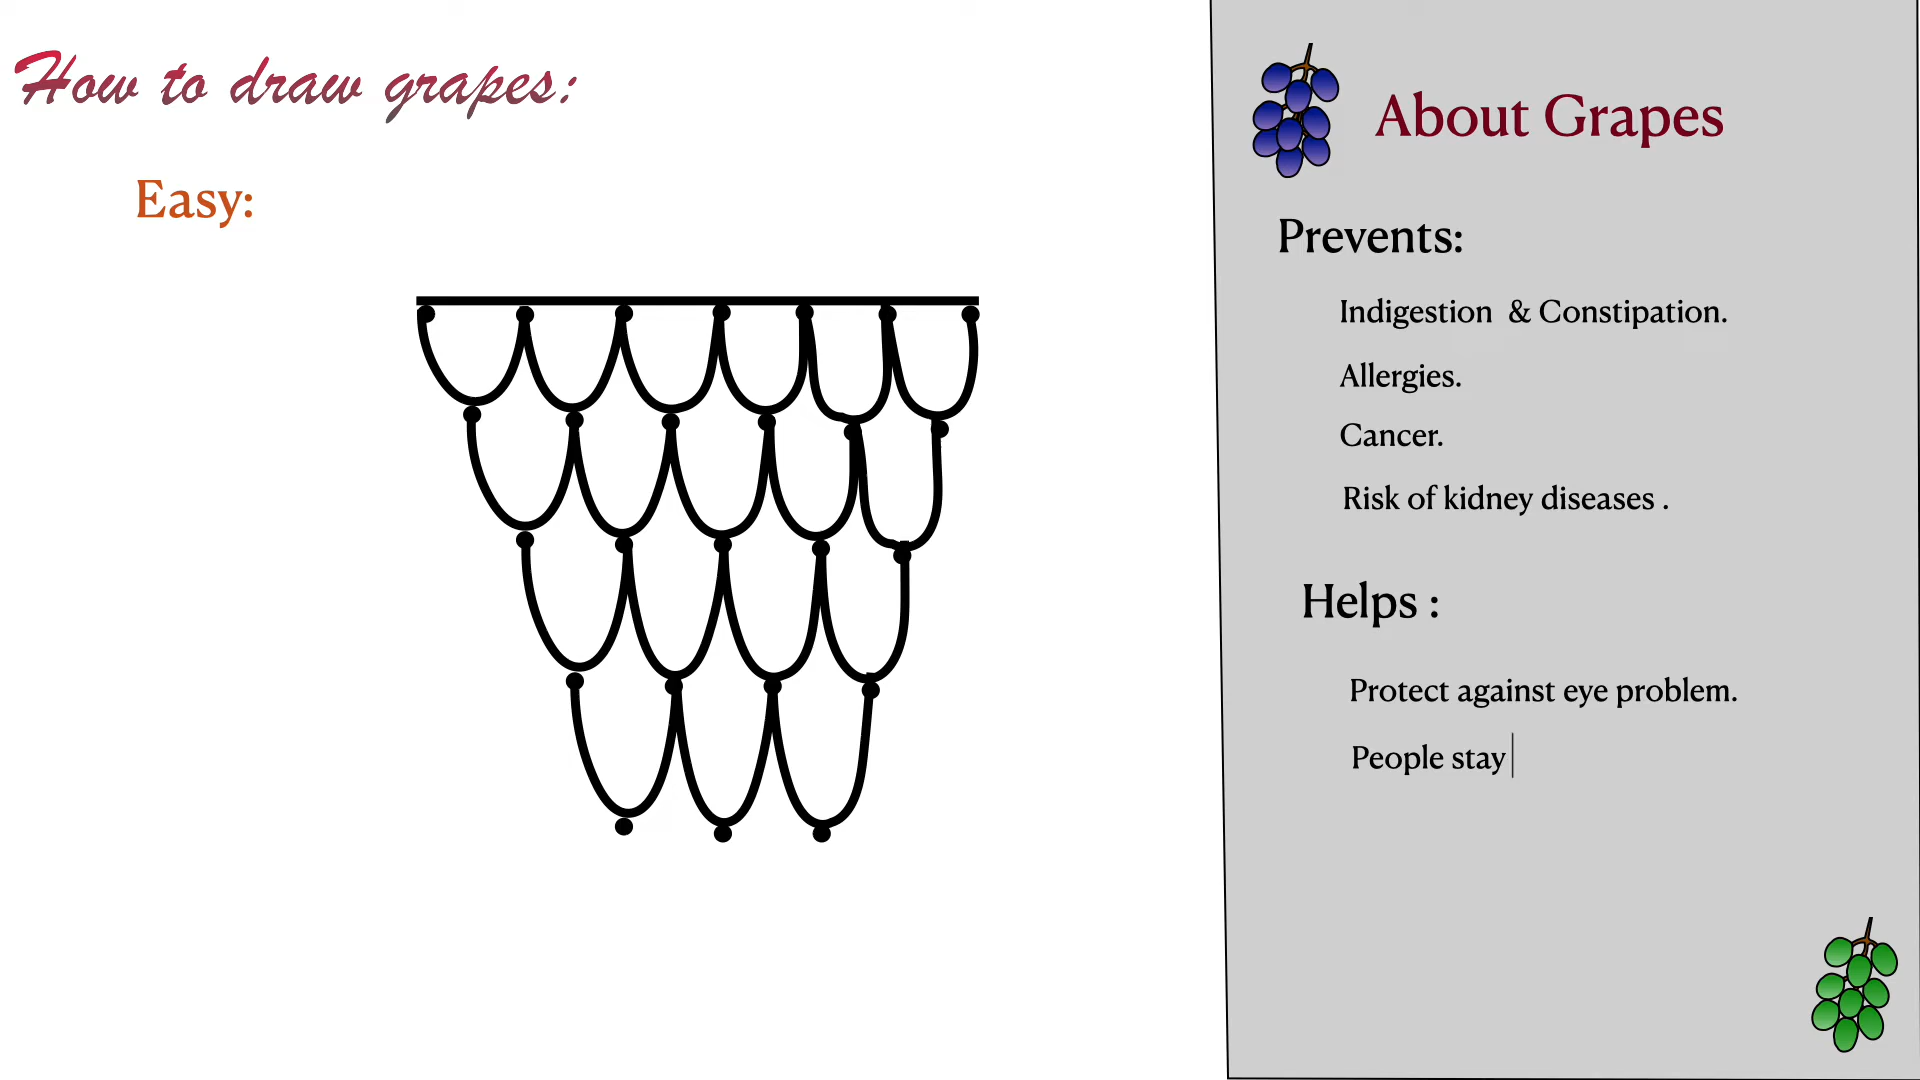 How to draw grapes:
Easy:
About Grapes
Prevents:
Indigestion & Constipation.
Allergies.
Cancer.
Risk of kidney diseases .
Helps :
Protect against eye problem.
People stay